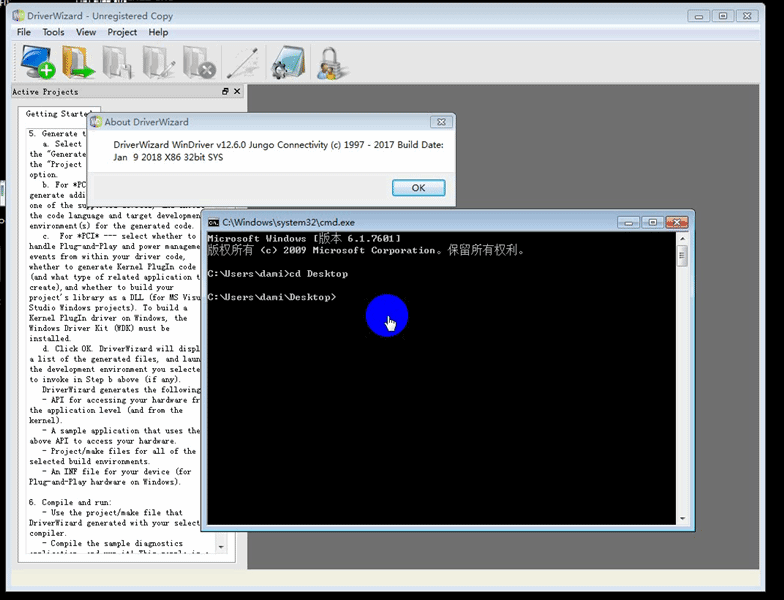 DriverWizard - Unregistered Copy
File Tools View Project Help
Active Projects
Getting Starte
5. Generate t
a. Select
the "Generate
the "Project
option.
b. For *PC
generate addi
one of the
the code language and target developmen
environment(s) for the generated code.
c. For *PCI* --- select whether to
handle Plug-and-Play and power manageme
events from within your driver code,
whether to generate Kernel PlugIn code
(and what type of related application t
create), and whether to build your
project's library as a DLL (for MS Visu
Studio Windows projects). To build a
Kernel PlugIn driver on Windows, the
Windows Driver Kit (WDK) must be
installed.
d. Click OK. DriverWizard will displ
a list of the generated files, and laun
the development environment you selecte
to invoke in Step b above (if any).
DriverWizard generates the following
- API for accessing your hardware fr
the application level (and from the
kernel).
- A sample application that uses the
above API to access your hardware.
- Project/make files for all of the
selected build environments.
- An INF file for your device (for
Plug-and-Play hardware on Windows).
6. Compile and run:
- Use the project/make file that
DriverWizard generated with your select
compiler.
- Compile the sample diagnostics
About DriverWizard
DriverWizard WinDriver v12.6.0 Jungo Connectivity (c) 1997 - 2017 Build Date:
Jan 9 2018 X86 32bit SYS
OK
C:\Windows\system32\cmd.exe
Microsoft Windows [版本 6.1.7601]
版权所有 (c) 2009 Microsoft Corporation。保留所有权利。
C:\Users\dami>cd Desktop
C:\Users\dami\Desktop>